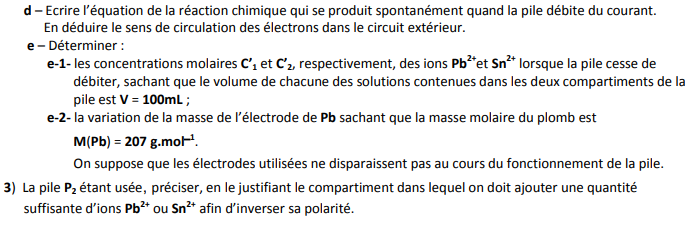 d – Ecrire l'équation de la réaction chimique qui se produit spontanément quand la pile débite du courant.
En déduire le sens de circulation des électrons dans le circuit extérieur.
e – Déterminer :
e-1- les concentrations molaires C'₁ et C'₂, respectivement, des ions Pb²⁺et Sn²⁺ lorsque la pile cesse de
débiter, sachant que le volume de chacune des solutions contenues dans les deux compartiments de la
pile est V = 100mL ;
e-2- la variation de la masse de l'électrode de Pb sachant que la masse molaire du plomb est
M(Pb) = 207 g.mol⁻¹.
On suppose que les électrodes utilisées ne disparaissent pas au cours du fonctionnement de la pile.
3) La pile P₂ étant usée, préciser, en le justifiant le compartiment dans lequel on doit ajouter une quantité
suffisante d'ions Pb²⁺ ou Sn²⁺ afin d'inverser sa polarité.